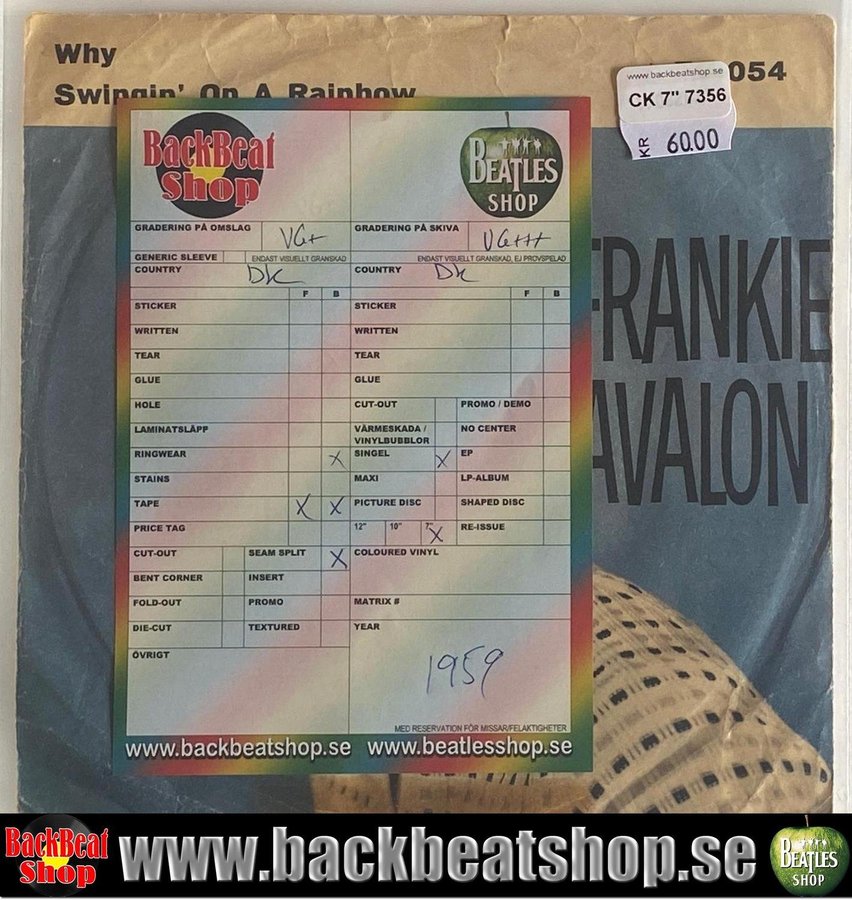 Why
Swingin' On A Rainbow
054
www.backbeatshop.se
CK 7" 7356
KR 60.00
FRANKIE
AVALON
BackBeat
Shop
BEATLES
SHOP
GRADERING PÅ OMSLAG VG+
GRADERING PÅ SKIVA VG+++
GENERIC SLEEVE ENDAST VISUELLT GRANSKAD
ENDAST VISUELLT GRANSKAD, EJ PROVSPELAD
COUNTRY DK
COUNTRY DK
F B
F B
STICKER
STICKER
WRITTEN
WRITTEN
TEAR
TEAR
GLUE
GLUE
HOLE
CUT-OUT PROMO / DEMO
LAMINATSLÄPP
VÄRMESKADA /
VINYLBUBBLOR
NO CENTER
RINGWEAR X
SINGEL X EP
STAINS
MAXI LP-ALBUM
TAPE X X
PICTURE DISC SHAPED DISC
PRICE TAG
12" 10" 7" X RE-ISSUE
CUT-OUT SEAM SPLIT X
COLOURED VINYL
BENT CORNER INSERT
FOLD-OUT PROMO
MATRIX #
DIE-CUT TEXTURED
YEAR
ÖVRIGT
1959
MED RESERVATION FÖR MISSAR/FELAKTIGHETER
www.backbeatshop.se www.beatlesshop.se
BackBeat
Shop
www.backbeatshop.se
BEATLES
SHOP